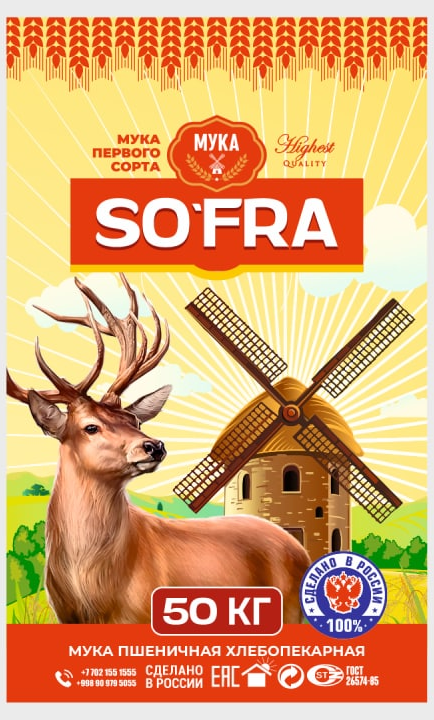 МУКА
ПЕРВОГО
СОРТА
МУКА
Highest
QUALITY
SO`FRA
СДЕЛАНО В РОССИИ
100%
50 КГ
МУКА ПШЕНИЧНАЯ ХЛЕБОПЕКАРНАЯ
+7 702 155 1555
+998 90 979 5055
СДЕЛАНО
В РОССИИ
ЕАС
ST
ГОСТ
26574-85